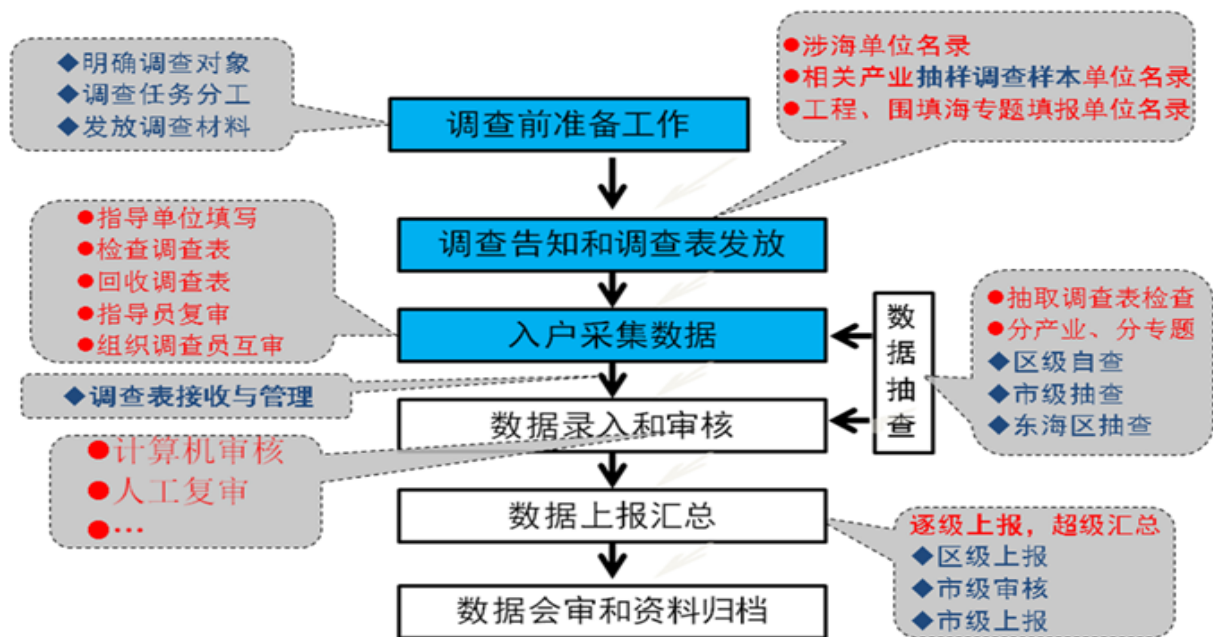 ◆明确调查对象
◆调查任务分工
◆发放调查材料
●涉海单位名录
●相关产业抽样调查样本单位名录
●工程、围填海专题填报单位名录
调查前准备工作
调查告知和调查表发放
●指导单位填写
●检查调查表
●回收调查表
●指导员复审
●组织调查员互审
入户采集数据
数据抽查
●抽取调查表检查
●分产业、分专题
◆区级自查
◆市级抽查
◆东海区抽查
◆调查表接收与管理
数据录入和审核
●计算机审核
●人工复审
●…
数据上报汇总
逐级上报，超级汇总
◆区级上报
◆市级审核
◆市级上报
数据会审和资料归档